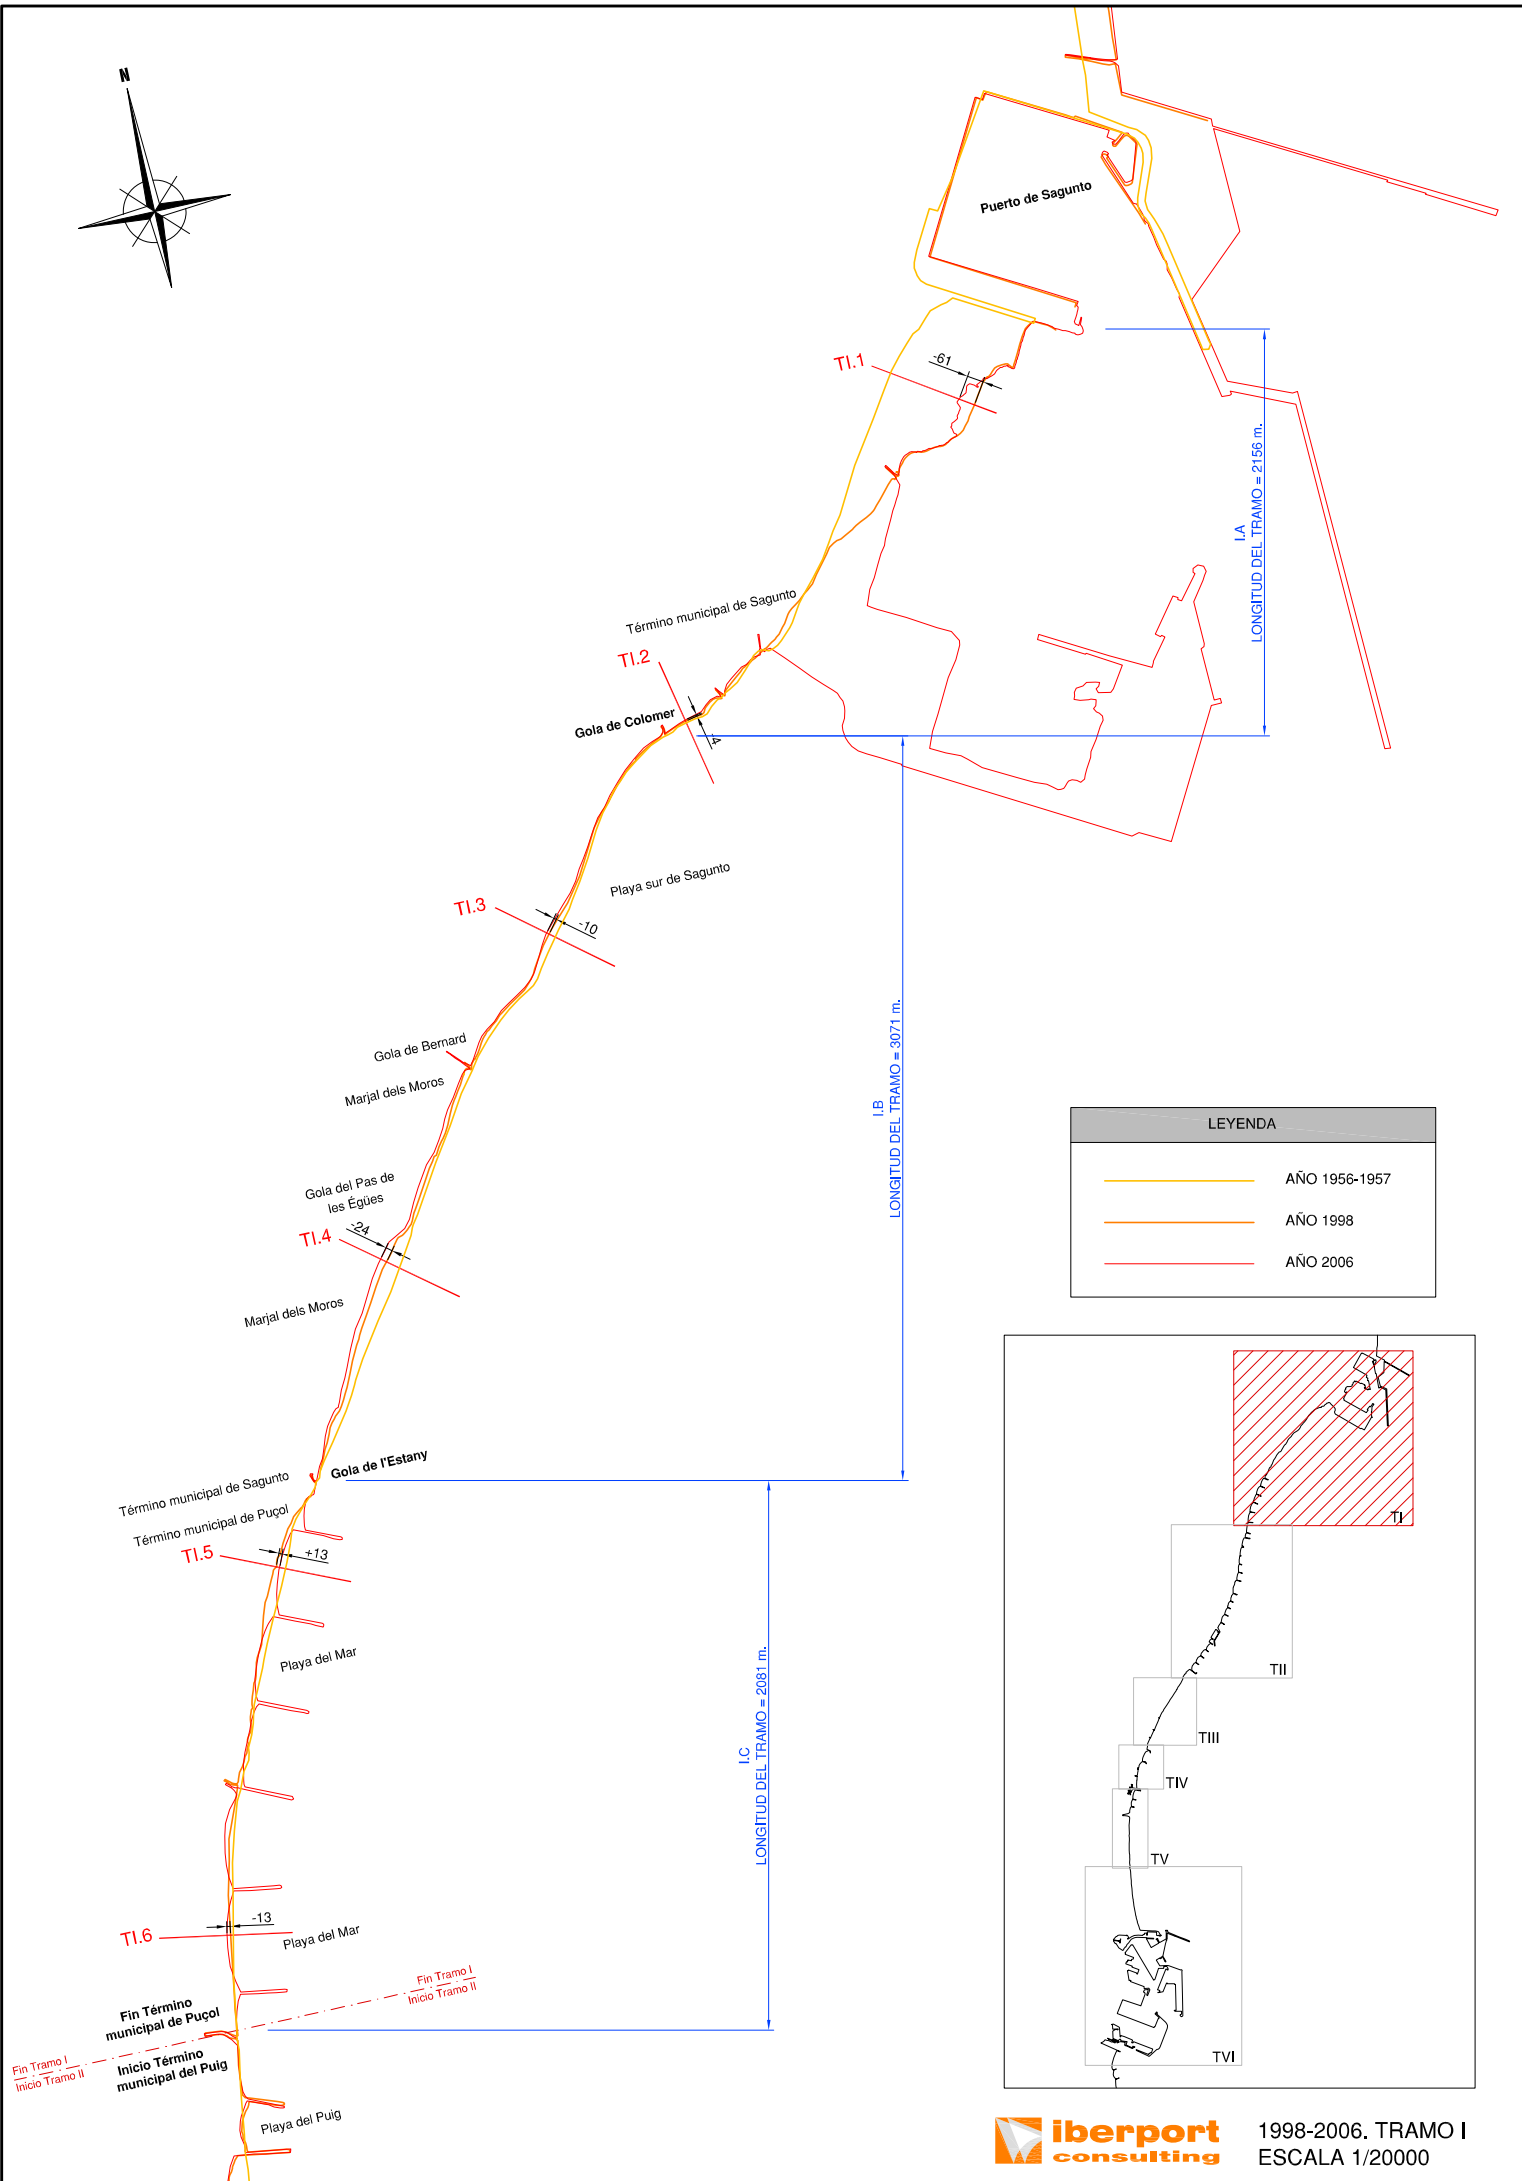 N
Puerto de Sagunto
TI.1
-61
I.A
LONGITUD DEL TRAMO = 2156 m.
Término municipal de Sagunto
TI.2
Gola de Colomer
-4
Playa sur de Sagunto
TI.3
-10
Gola de Bernard
Marjal dels Moros
I.B
LONGITUD DEL TRAMO = 3071 m.
LEYENDA
AÑO 1956-1957
AÑO 1998
AÑO 2006
Gola del Pas de
les Égües
-24
TI.4
Marjal dels Moros
Gola de l'Estany
Término municipal de Sagunto
Término municipal de Puçol
TI.5
+13
Playa del Mar
I.C
LONGITUD DEL TRAMO = 2081 m.
TI.6
-13
Playa del Mar
Fin Tramo I
Inicio Tramo II
Fin Término
municipal de Puçol
Fin Tramo I
Inicio Tramo II
Inicio Término
municipal del Puig
Playa del Puig
TI
TII
TIII
TIV
TV
TVI
iberport
consulting
1998-2006. TRAMO I
ESCALA 1/20000